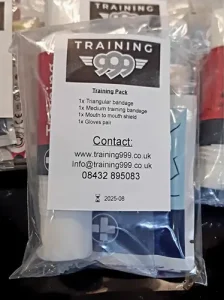 TRAINING
999
Training Pack
1x Triangular bandage
1x Medium training bandage
1x Mouth to mouth shield
1x Gloves pair
Contact:
www.training999.co.uk
info@training999.co.uk
08432 895083
2025-08